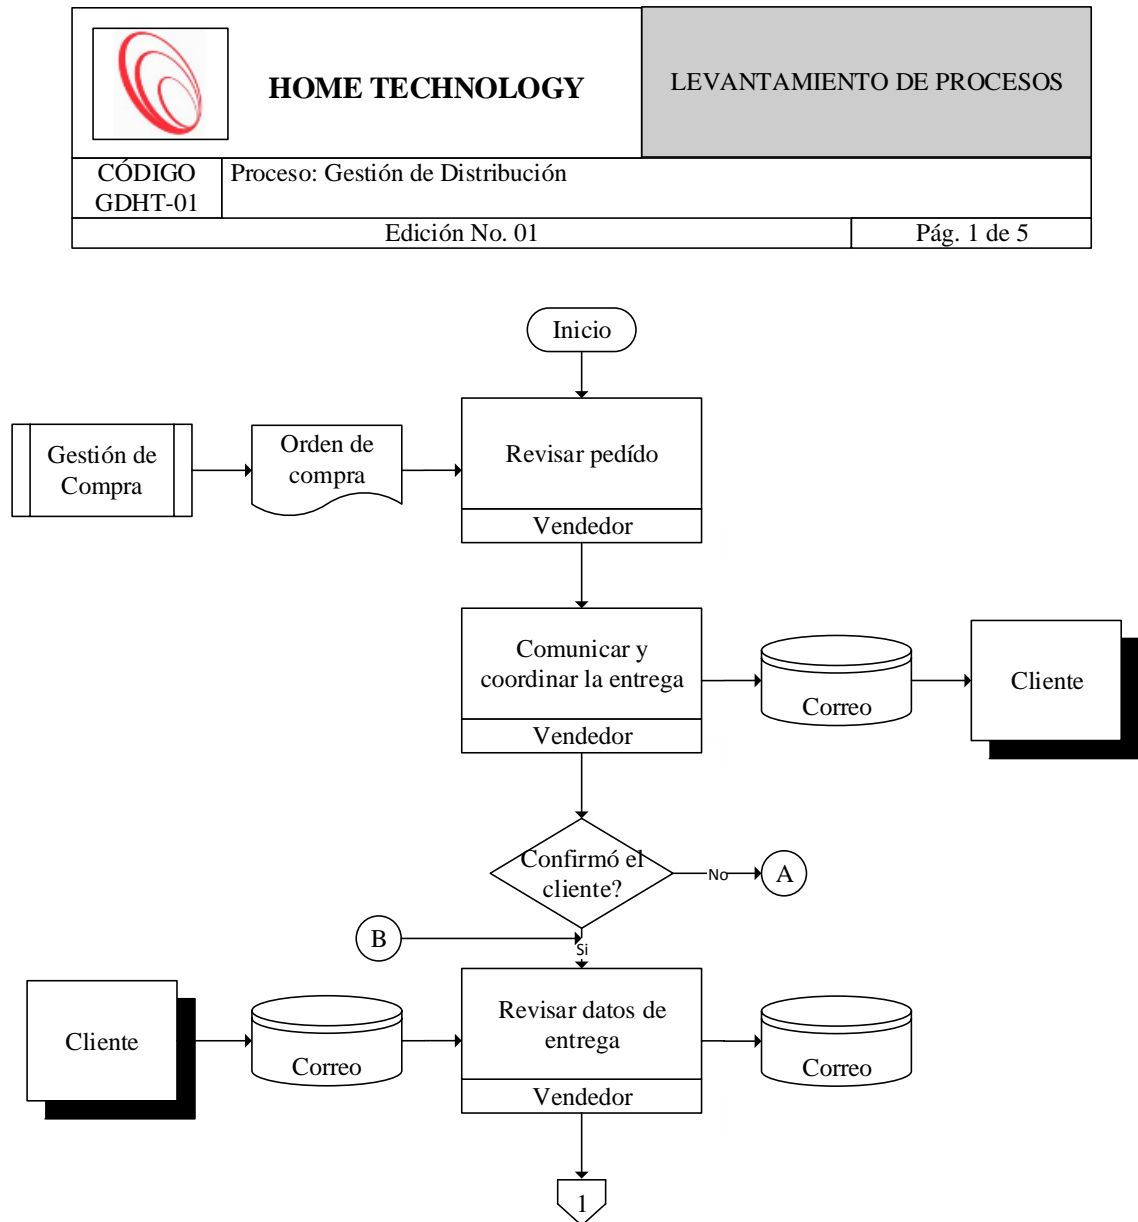 HOME TECHNOLOGY
LEVANTAMIENTO DE PROCESOS
CÓDIGO
GDHT-01
Proceso: Gestión de Distribución
Edición No. 01
Pág. 1 de 5
Inicio
Gestión de
Compra
Orden de
compra
Revisar pedído
Vendedor
Comunicar y
coordinar la entrega
Vendedor
Correo
Cliente
Confirmó el
cliente?
No
A
B
Si
Cliente
Correo
Revisar datos de
entrega
Vendedor
Correo
1